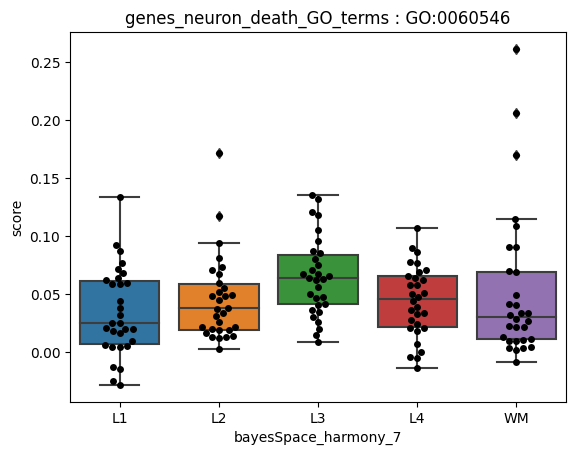 genes_neuron_death_GO_terms : GO:0060546
0.25
0.20
0.15
0.10
0.05
0.00
score
L1 L2 L3 L4 WM
bayesSpace_harmony_7